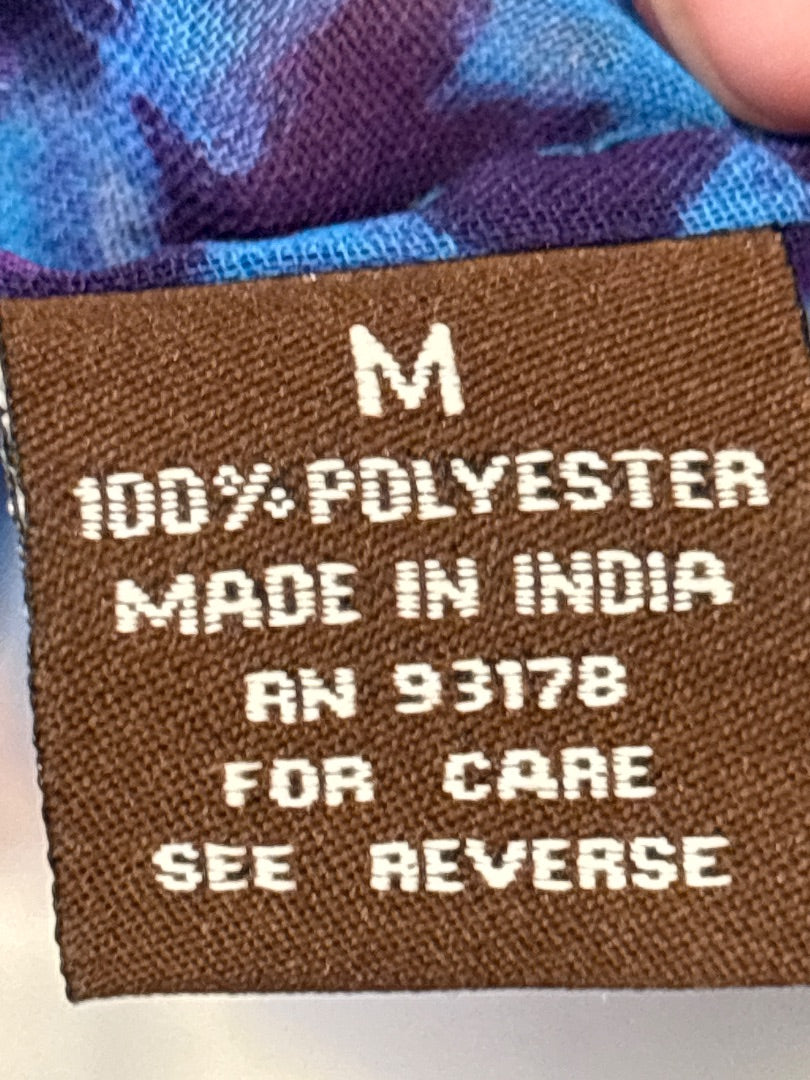 M
100% POLYESTER
MADE IN INDIA
RN 93178
FOR CARE
SEE REVERSE